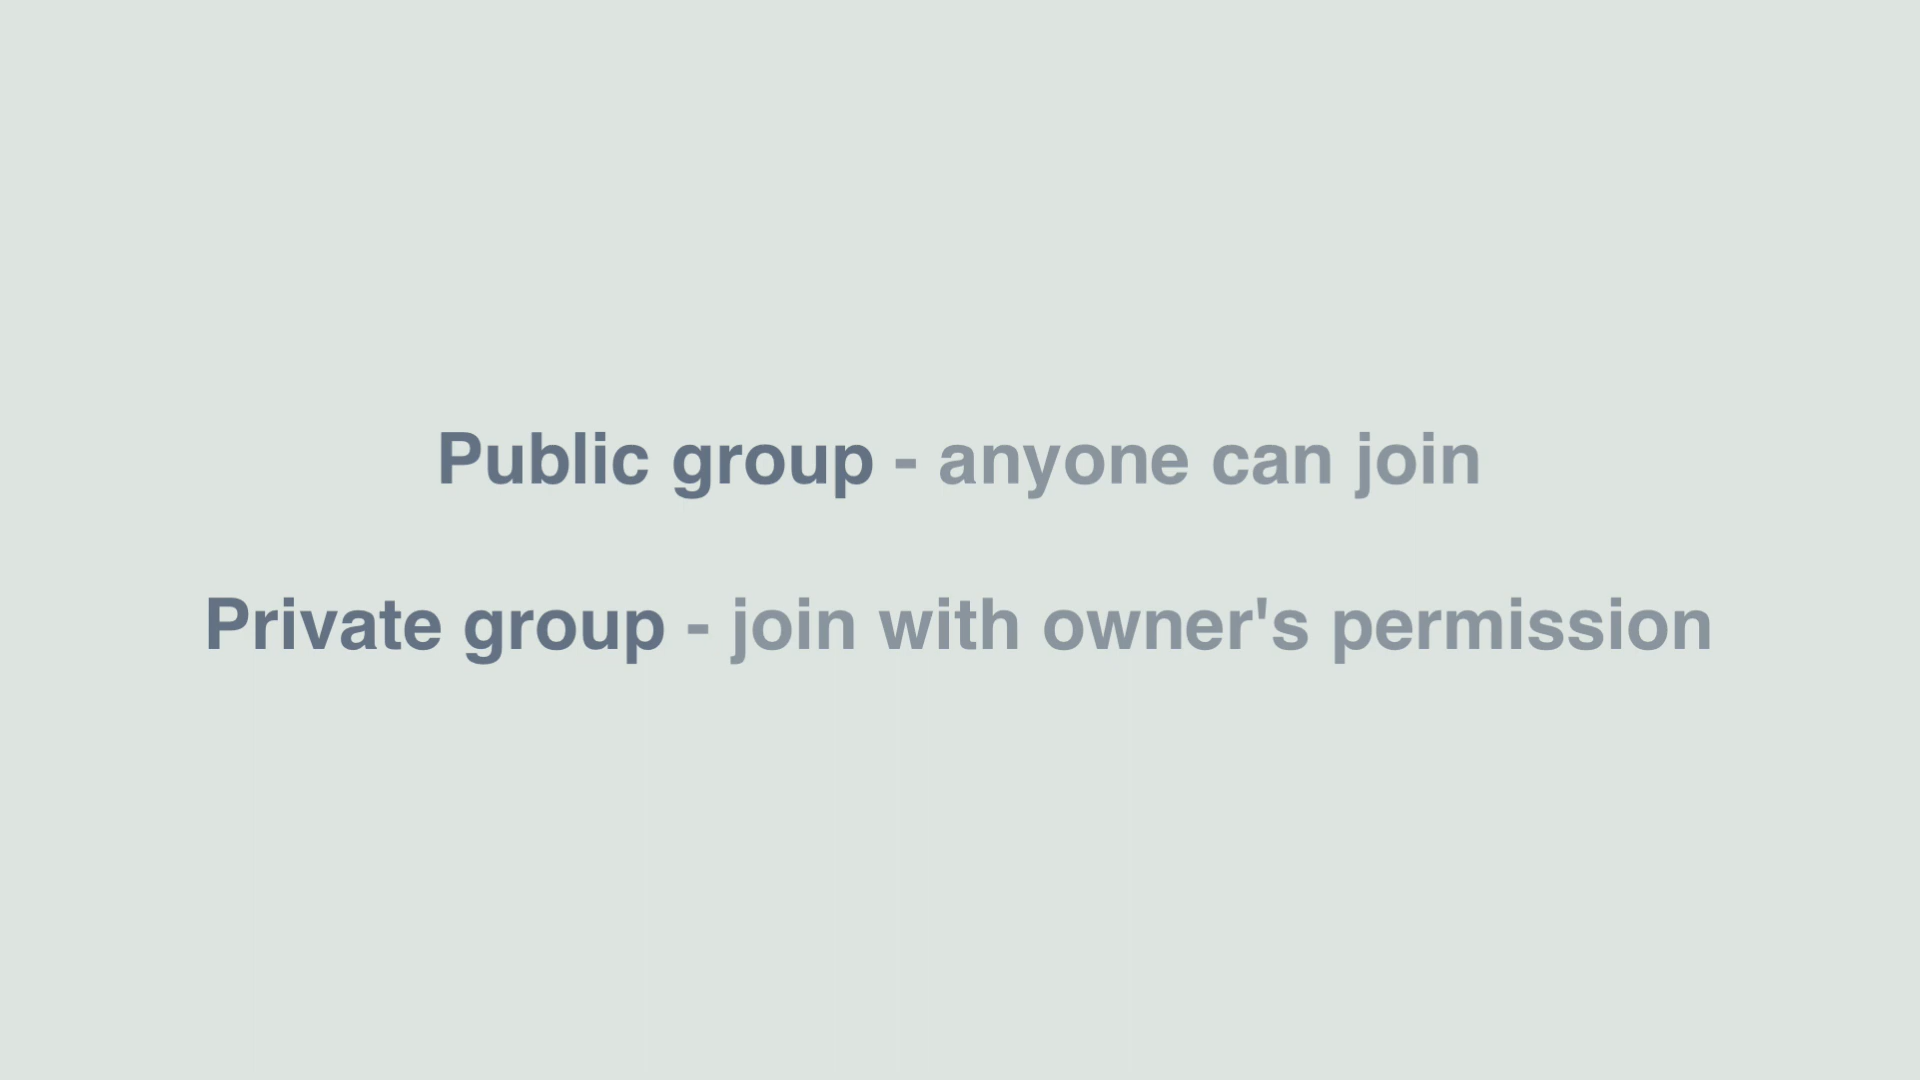 Public group - anyone can join
Private group - join with owner's permission